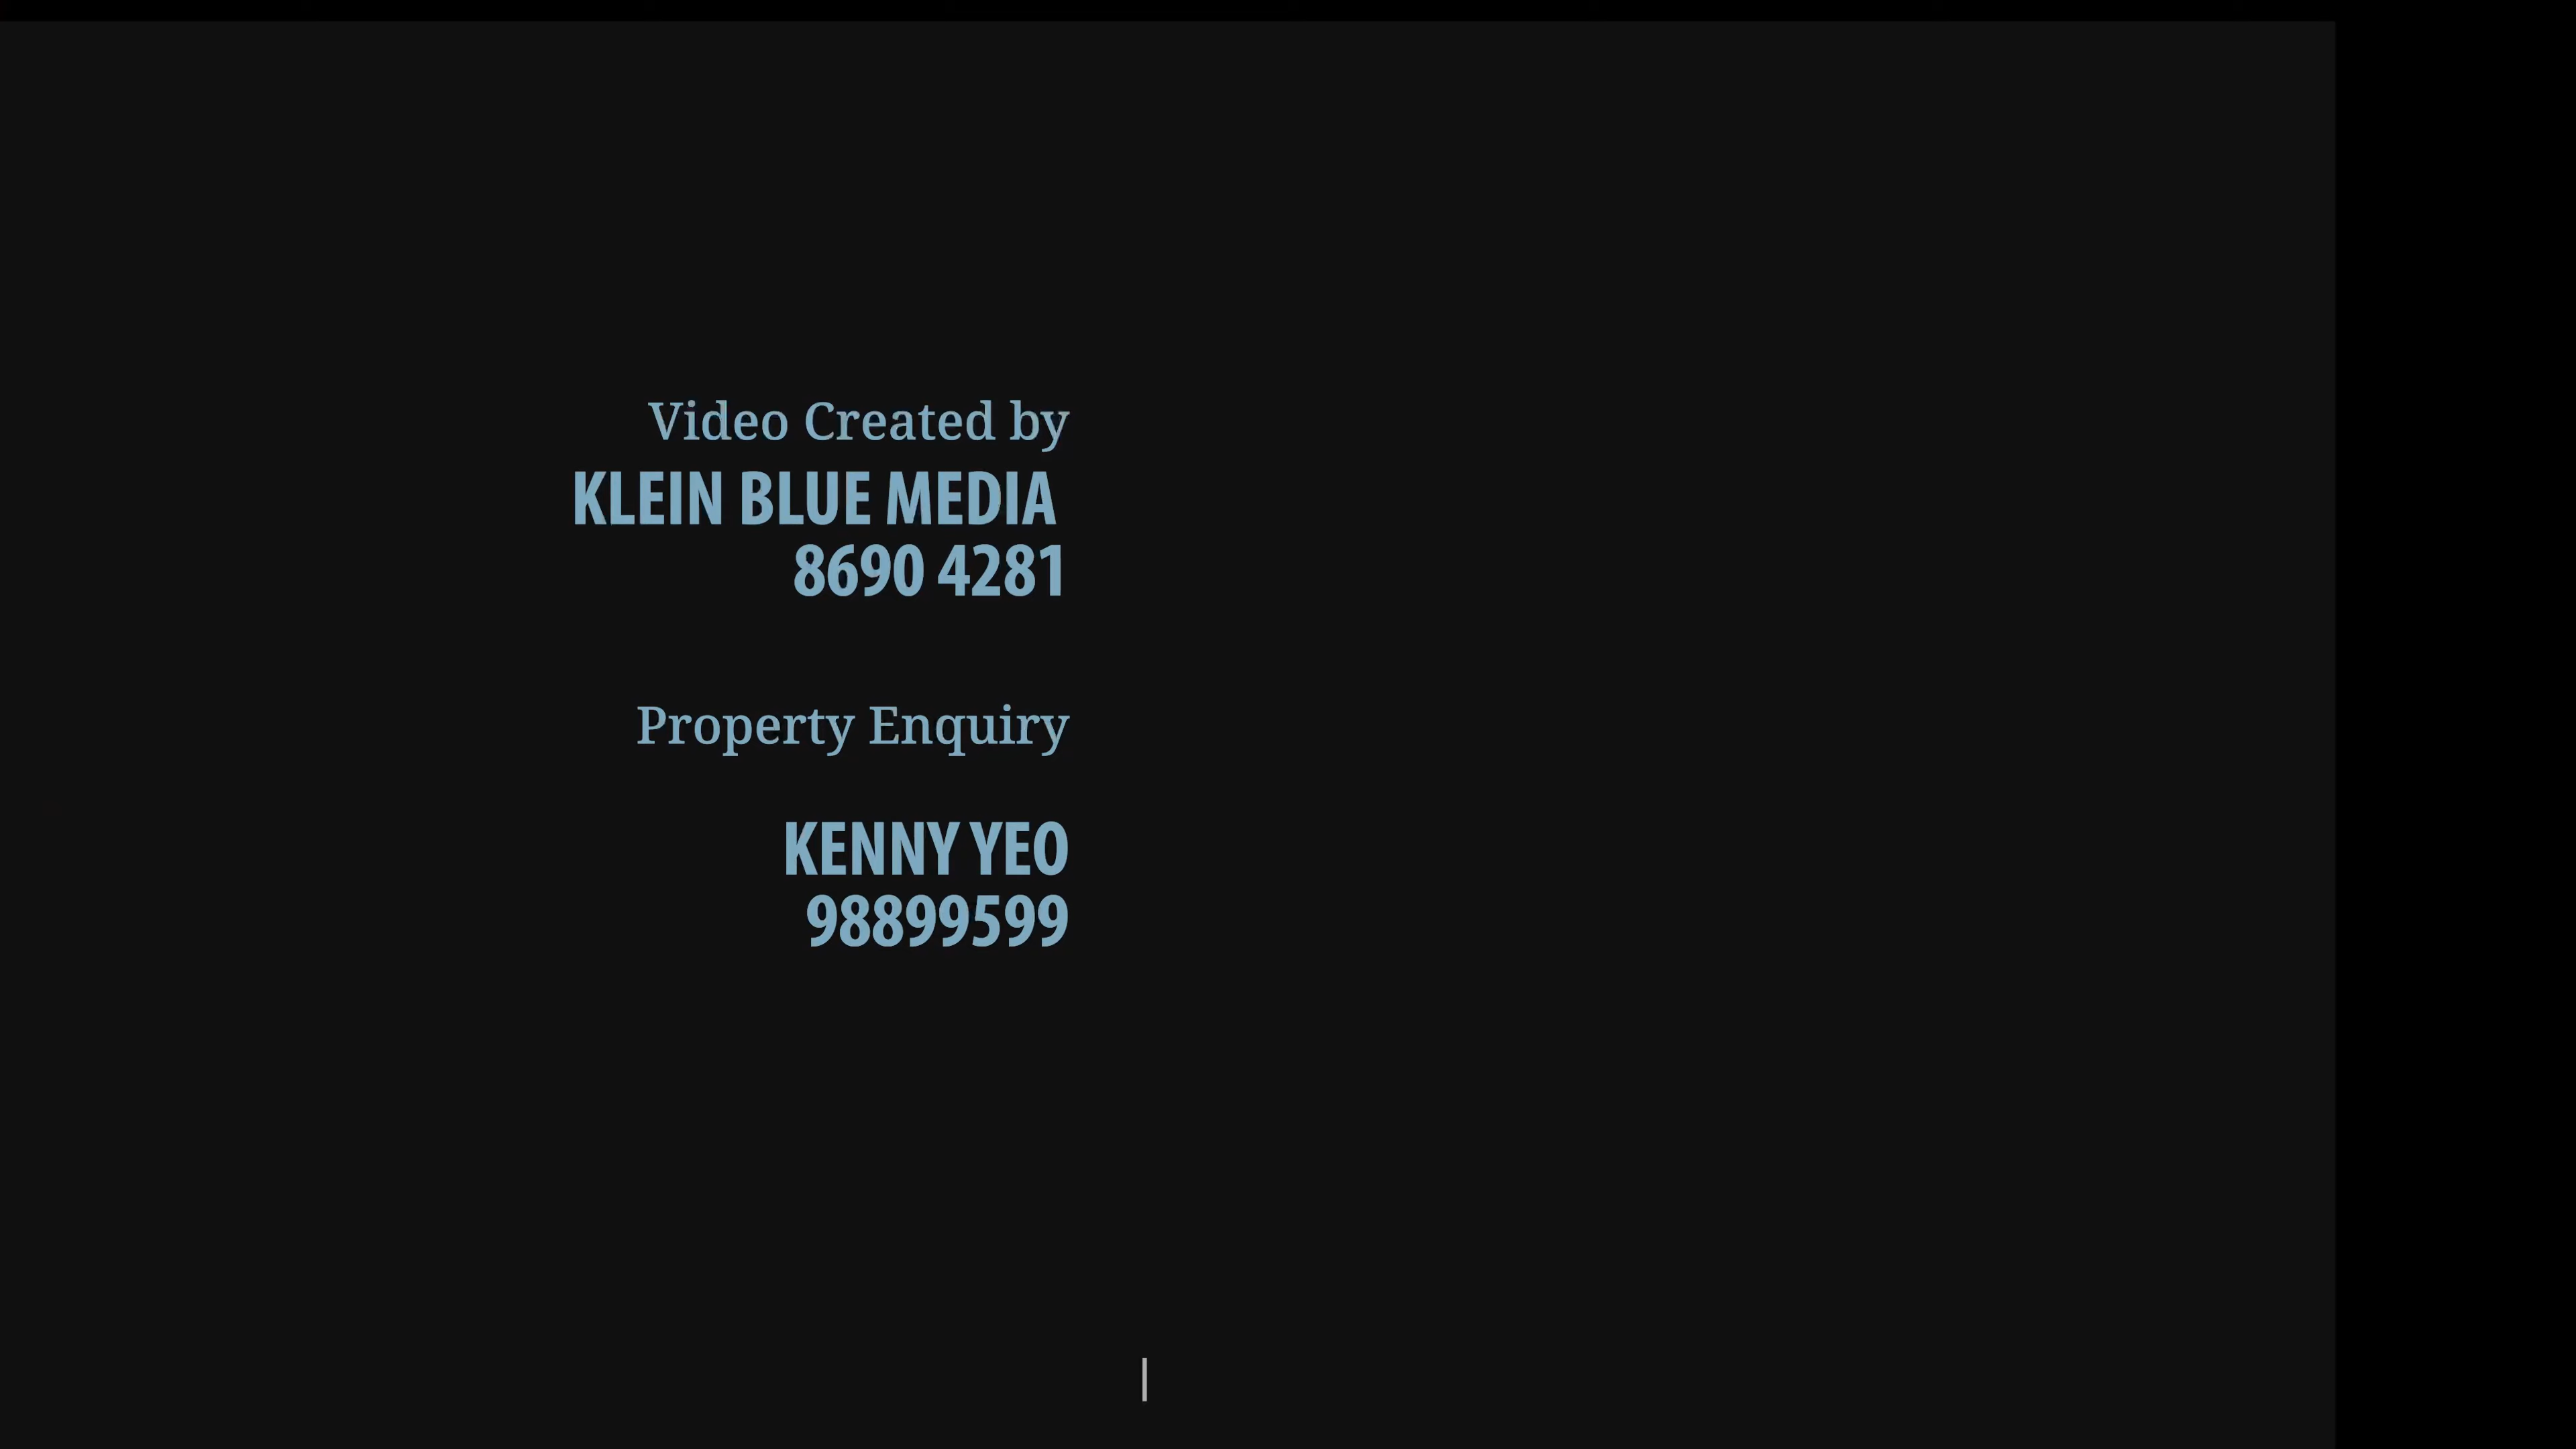 Video Created by
KLEIN BLUE MEDIA
8690 4281
Property Enquiry
KENNY YEO
98899599